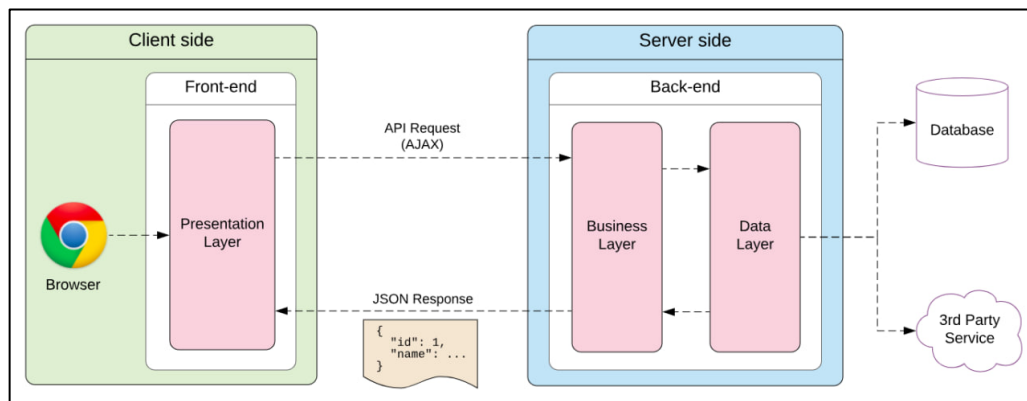 Client side
Server side
Front-end
Back-end
API Request
(AJAX)
Database
Presentation
Layer
Business
Layer
Data
Layer
Browser
JSON Response
{
"id": 1,
"name": ...
}
3rd Party
Service